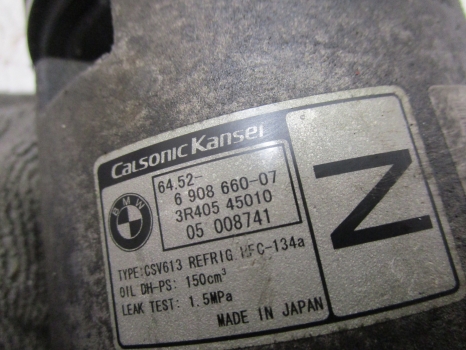 CALSONIC KANSEI
BMW
64.52-
6 908 660-07
3R405 45010
05 008741
TYPE:CSV613 REFRIG HFC-134a
OIL DH-PS: 150cm³
LEAK TEST: 1.5MPa
MADE IN JAPAN
N